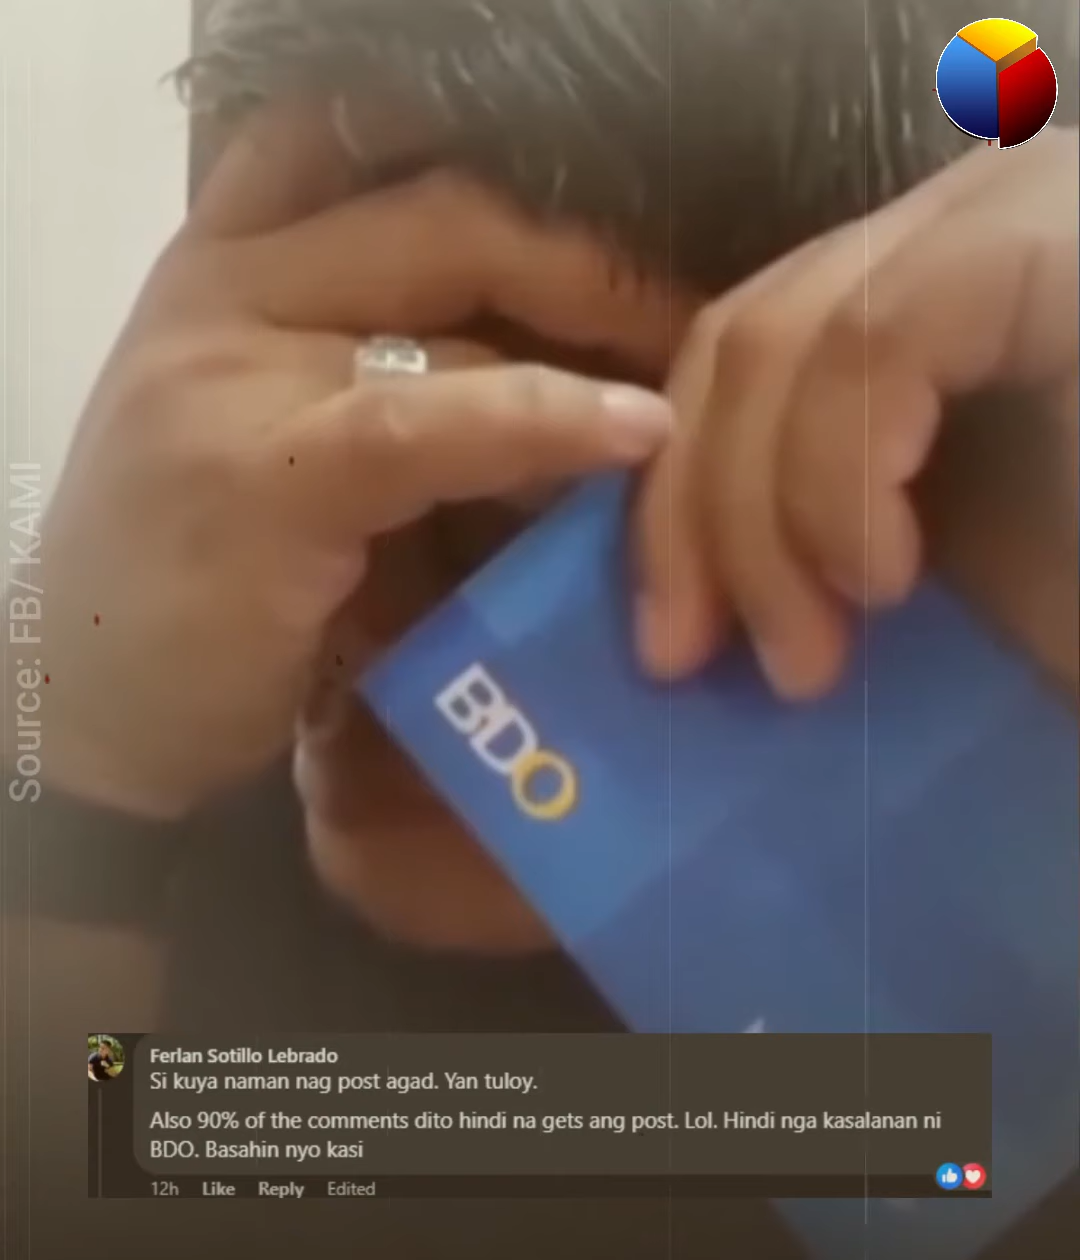 Source: FB/ KAMI
BDO
Ferlan Sotillo Lebrado
Si kuya naman nag post agad. Yan tuloy.
Also 90% of the comments dito hindi na gets ang post. Lol. Hindi nga kasalanan ni
BDO. Basahin nyo kasi
12h Like Reply Edited